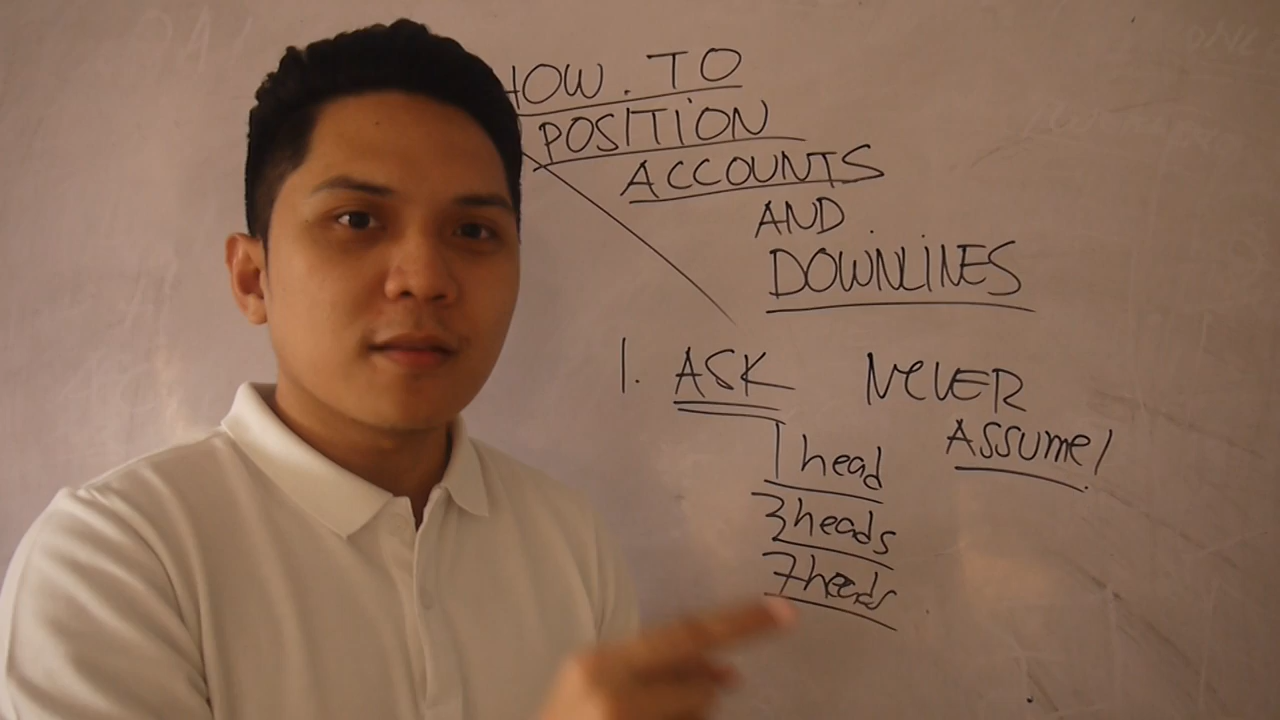 HOW TO
POSITION
ACCOUNTS
AND
DOWNLINES
1. ASK NEVER
ASSUME!
1 head
3 heads
7 heads